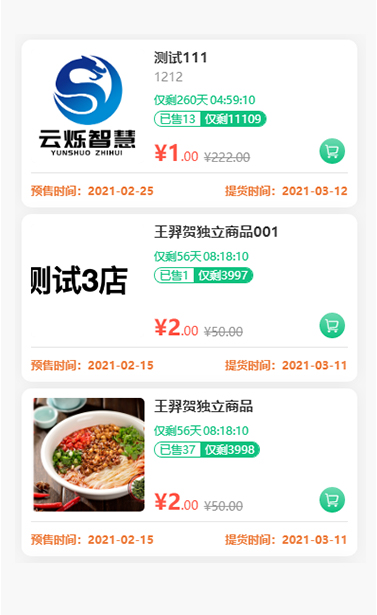 测试111
1212
仅剩260天 04:59:10
已售13 仅剩11109
云烁智慧
YUNSHUO ZHIHUI
¥1.00 ¥222.00
预售时间：2021-02-25 提货时间：2021-03-12
王羿贺独立商品001
仅剩56天 08:18:10
已售1 仅剩3997
测试3店
¥2.00 ¥50.00
预售时间：2021-02-15 提货时间：2021-03-11
王羿贺独立商品
仅剩56天 08:18:10
已售37 仅剩3998
¥2.00 ¥50.00
预售时间：2021-02-15 提货时间：2021-03-11